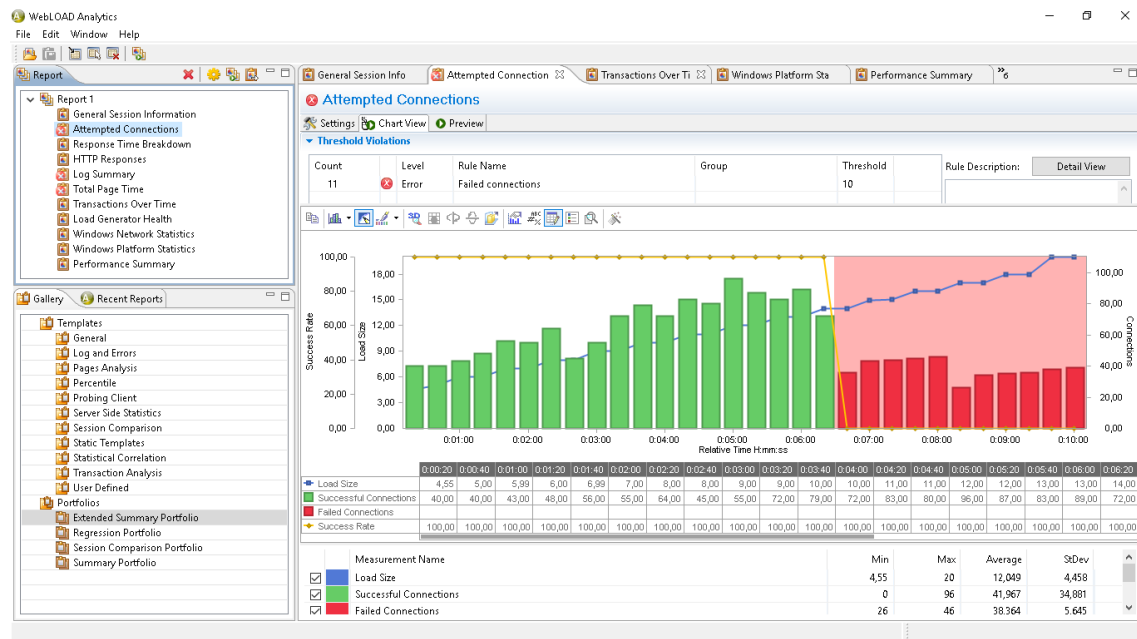 WebLOAD Analytics
File Edit Window Help
Report
Report 1
General Session Information
Attempted Connections
Response Time Breakdown
HTTP Responses
Log Summary
Total Page Time
Transactions Over Time
Load Generator Health
Windows Network Statistics
Windows Platform Statistics
Performance Summary
Gallery Recent Reports
Templates
General
Log and Errors
Pages Analysis
Percentile
Probing Client
Server Side Statistics
Session Comparison
Static Templates
Statistical Correlation
Transaction Analysis
User Defined
Portfolios
Extended Summary Portfolio
Regression Portfolio
Session Comparison Portfolio
Summary Portfolio
General Session Info Attempted Connection Transactions Over Ti Windows Platform Sta Performance Summary » 6
Attempted Connections
Settings Chart View Preview
Threshold Violations
Count Level Rule Name Group Threshold Rule Description: Detail View
11 Error Failed connections 10
3D
ABC
100,00 80,00 60,00 40,00 20,00 0,00
Success Rate
18,00 15,00 12,00 9,00 6,00 3,00 0,00
Load Size
100,00 80,00 60,00 40,00 20,00 0,00
Connections
0:01:00 0:02:00 0:03:00 0:04:00 0:05:00 0:06:00 0:07:00 0:08:00 0:09:00 0:10:00
Relative Time H:mm:ss
0:00:20 0:00:40 0:01:00 0:01:20 0:01:40 0:02:00 0:02:20 0:02:40 0:03:00 0:03:20 0:03:40 0:04:00 0:04:20 0:04:40 0:05:00 0:05:20 0:05:40 0:06:00 0:06:20
Load Size 4,55 5,00 5,99 6,00 6,99 7,00 8,00 8,00 9,00 9,00 10,00 10,00 11,00 11,00 12,00 12,00 13,00 13,00 14,00
Successful Connections 40,00 40,00 43,00 48,00 56,00 55,00 64,00 45,00 55,00 72,00 79,00 72,00 83,00 80,00 96,00 87,00 83,00 89,00 72,00
Failed Connections
Success Rate 100,00 100,00 100,00 100,00 100,00 100,00 100,00 100,00 100,00 100,00 100,00 100,00 100,00 100,00 100,00 100,00 100,00 100,00 100,00
Measurement Name Min Max Average StDev
Load Size 4,55 20 12,049 4,458
Successful Connections 0 96 41,967 34,881
Failed Connections 26 46 38.364 5.645